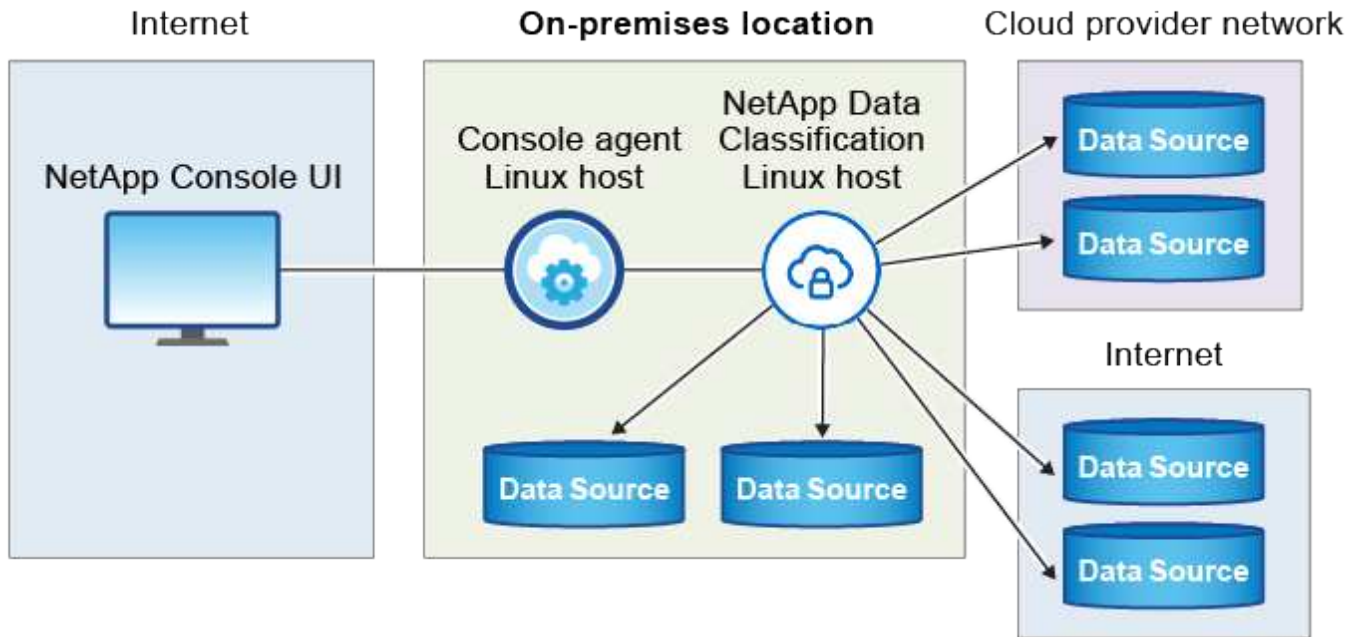 Internet
On-premises location
Cloud provider network
NetApp Console UI
Console agent
Linux host
NetApp Data
Classification
Linux host
Data Source
Data Source
Data Source
Data Source
Internet
Data Source
Data Source